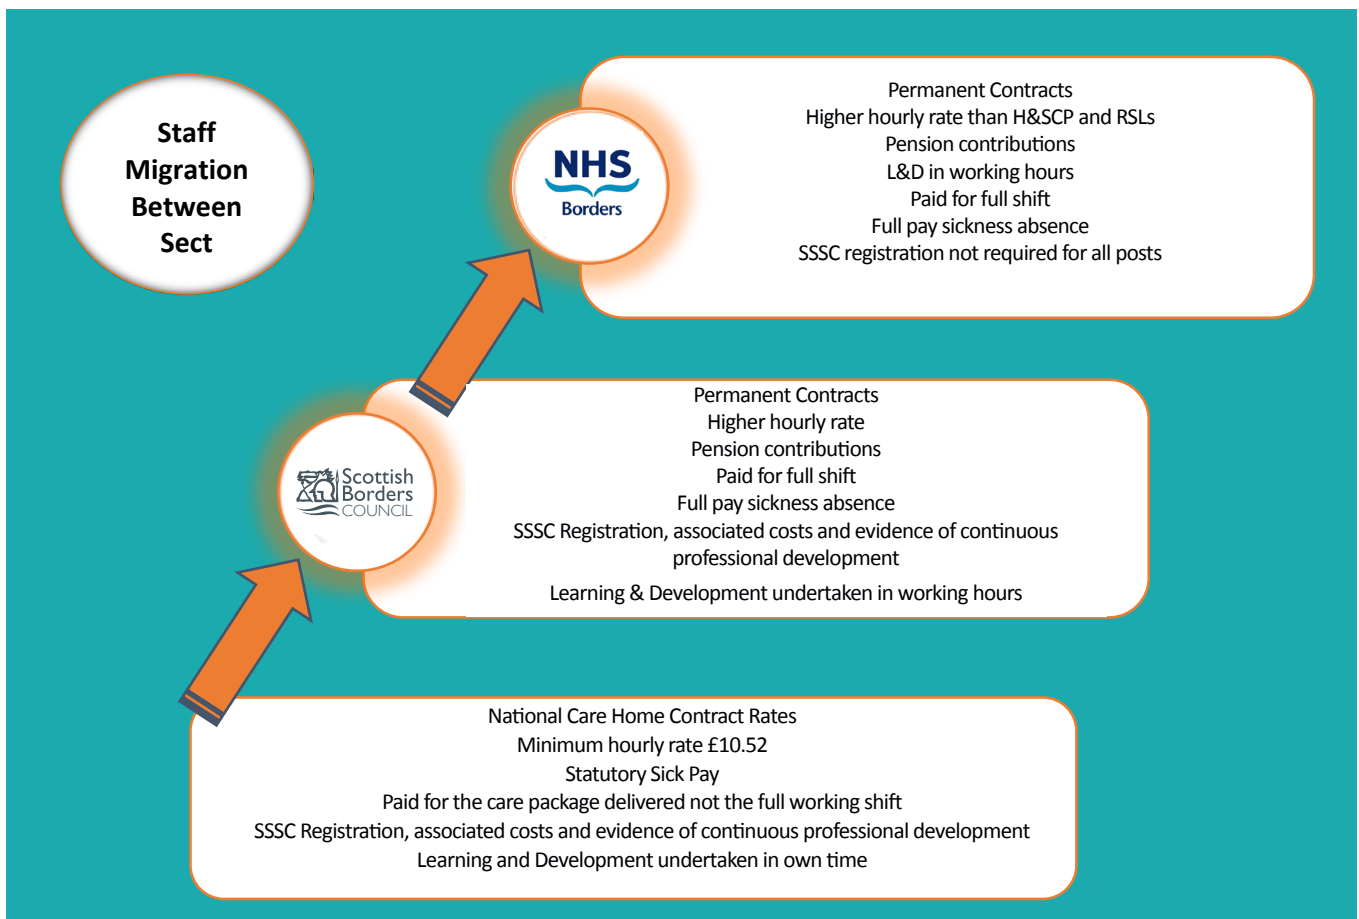 Staff
Migration
Between
Sect
NHS
Borders
Permanent Contracts
Higher hourly rate than H&SCP and RSLs
Pension contributions
L&D in working hours
Paid for full shift
Full pay sickness absence
SSSC registration not required for all posts
Scottish
Borders
COUNCIL
Permanent Contracts
Higher hourly rate
Pension contributions
Paid for full shift
Full pay sickness absence
SSSC Registration, associated costs and evidence of continuous
professional development
Learning & Development undertaken in working hours
National Care Home Contract Rates
Minimum hourly rate £10.52
Statutory Sick Pay
Paid for the care package delivered not the full working shift
SSSC Registration, associated costs and evidence of continuous professional development
Learning and Development undertaken in own time